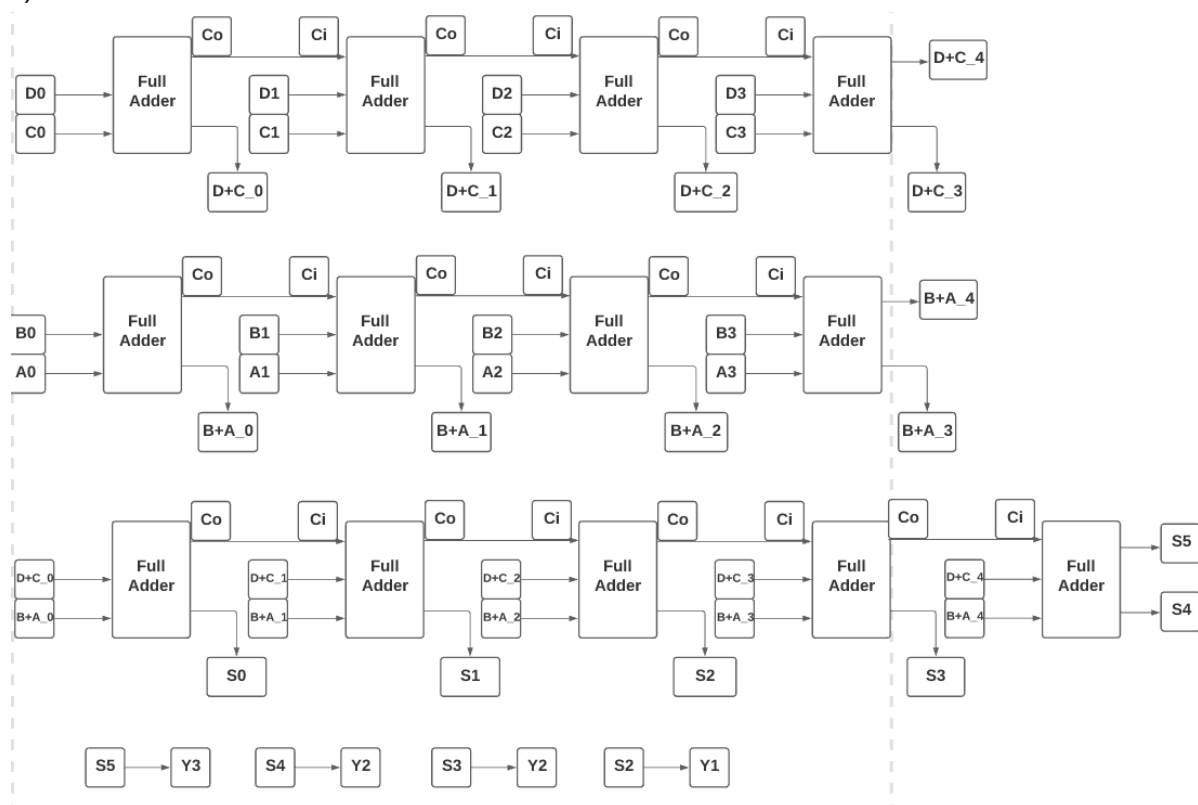 Co Ci Co Ci Co Ci
D+C_4
Full Adder Full Adder Full Adder Full Adder
D0 D1 D2 D3
C0 C1 C2 C3
D+C_0 D+C_1 D+C_2 D+C_3
Co Ci Co Ci Co Ci
B+A_4
Full Adder Full Adder Full Adder Full Adder
B0 B1 B2 B3
A0 A1 A2 A3
B+A_0 B+A_1 B+A_2 B+A_3
Co Ci Co Ci Co Ci Co Ci
S5
Full Adder Full Adder Full Adder Full Adder Full Adder
D+C_0 D+C_1 D+C_2 D+C_3 D+C_4
B+A_0 B+A_1 B+A_2 B+A_3 B+A_4
S4
S0 S1 S2 S3
S5 Y3 S4 Y2 S3 Y2 S2 Y1